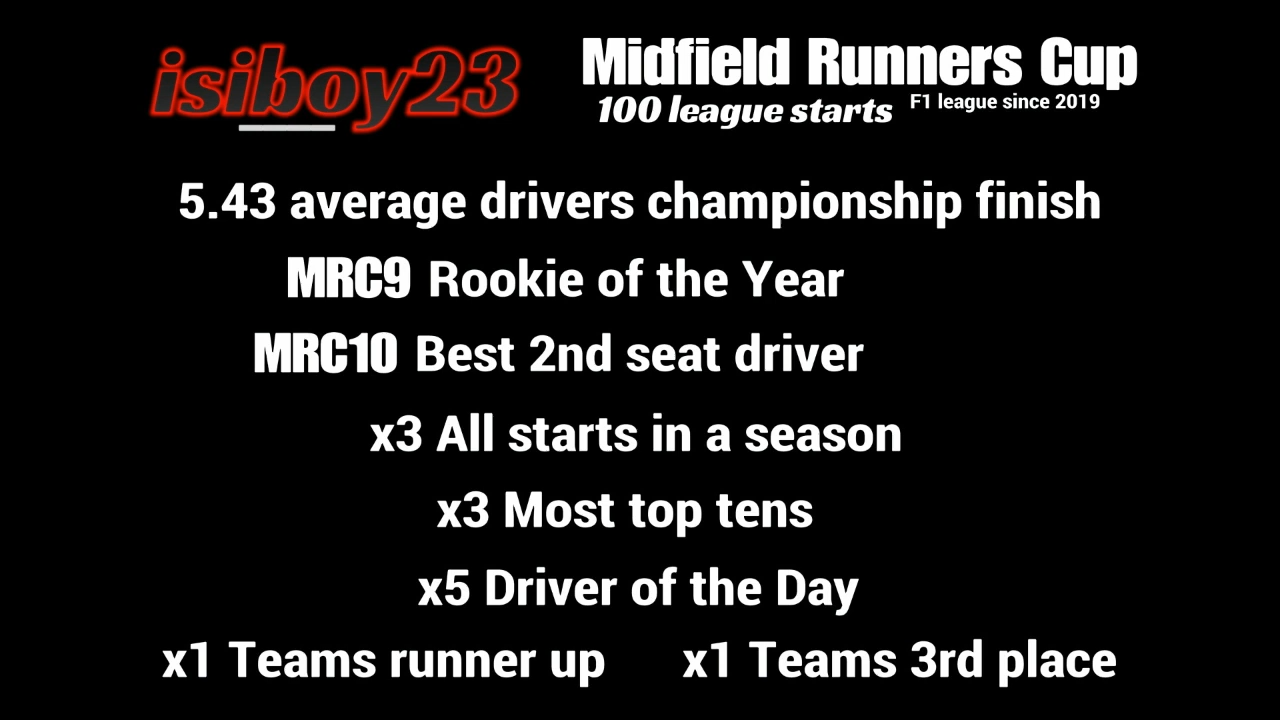 isiboy23
Midfield Runners Cup
100 league starts
F1 league since 2019
5.43 average drivers championship finish
MRC9 Rookie of the Year
MRC10 Best 2nd seat driver
x3 All starts in a season
x3 Most top tens
x5 Driver of the Day
x1 Teams runner up
x1 Teams 3rd place